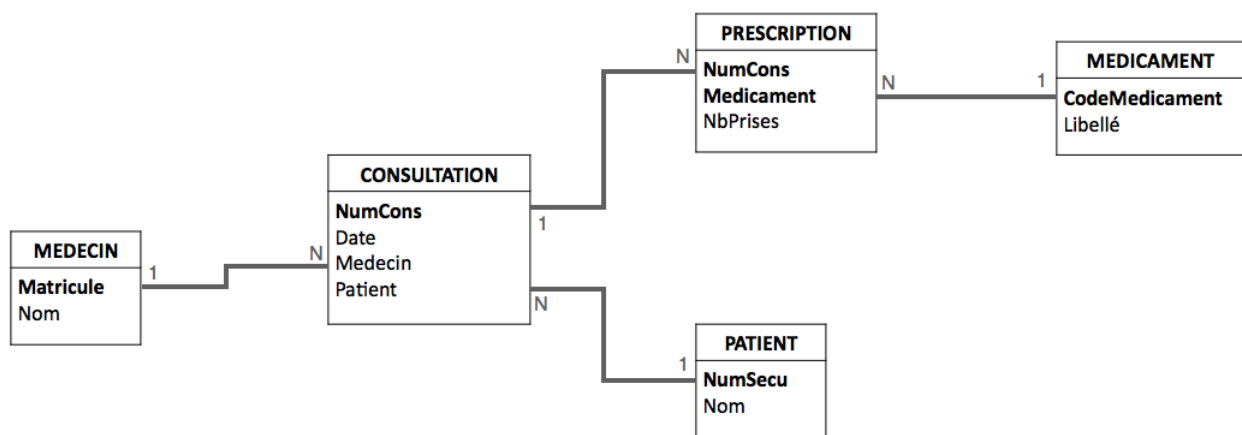 PRESCRIPTION
NumCons
Medicament
NbPrises
N
N
MEDICAMENT
CodeMedicament
Libellé
1
CONSULTATION
NumCons
Date
Medecin
Patient
N
1
N
MEDECIN
Matricule
Nom
1
PATIENT
NumSecu
Nom
1